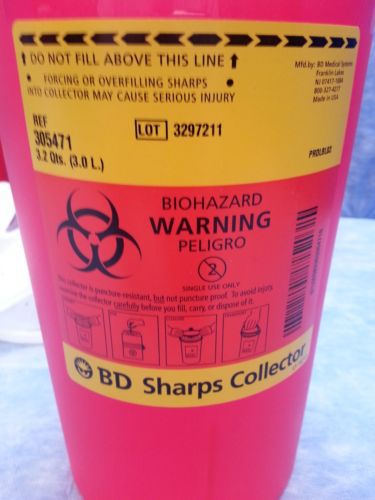 DO NOT FILL ABOVE THIS LINE
• FORCING OR OVERFILLING SHARPS •
INTO COLLECTOR MAY CAUSE SERIOUS INJURY
Mfd.by: BD Medical Systems
Franklin Lakes
NJ 07417-1884
800-327-4277
Made in USA
REF
305471
3.2 Qts. (3.0 L.)
LOT 3297211
BIOHAZARD
WARNING
PELIGRO
2
SINGLE USE ONLY
This collector is puncture-resistant, but not puncture proof. To avoid injury,
examine the collector carefully before you fill, carry, or dispose of it.
BD Sharps Collector